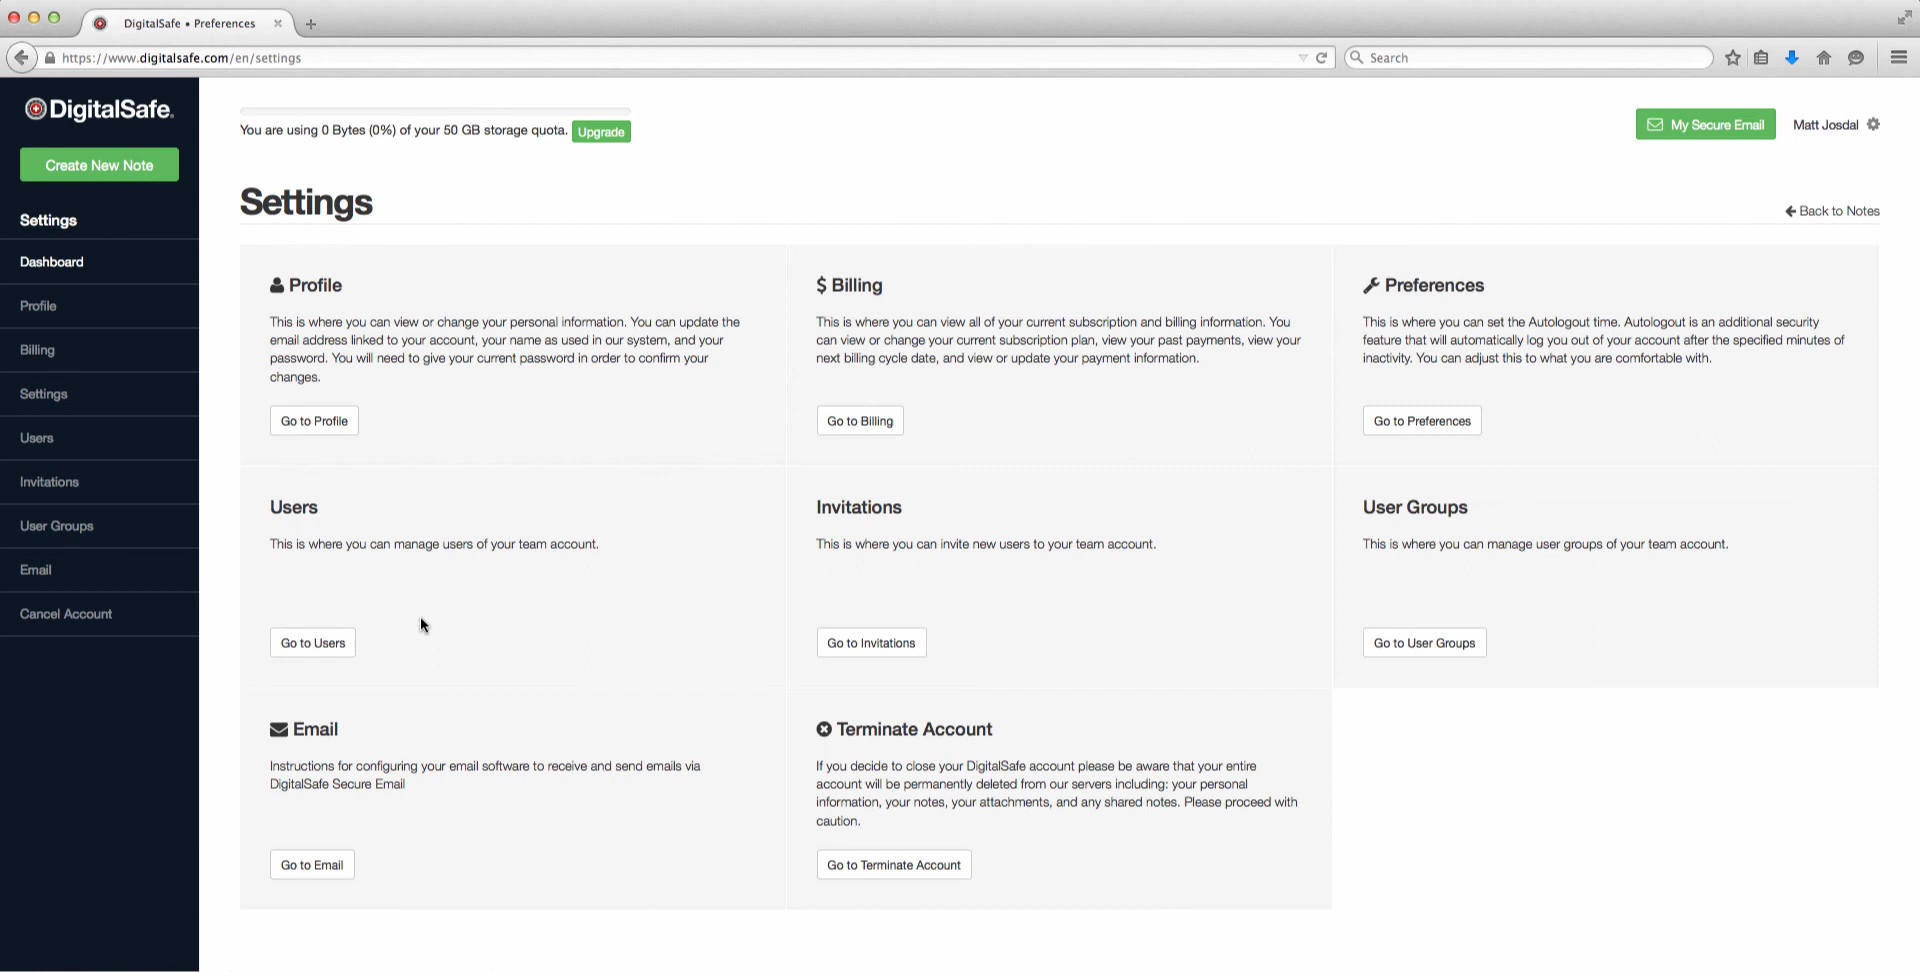 DigitalSafe • Preferences
https://www.digitalsafe.com/en/settings
Search
DigitalSafe
You are using 0 Bytes (0%) of your 50 GB storage quota. Upgrade
My Secure Email
Matt Josdal
Create New Note
Settings
Dashboard
Profile
Billing
Settings
Users
Invitations
User Groups
Email
Cancel Account
Settings
Back to Notes
Profile
This is where you can view or change your personal information. You can update the
email address linked to your account, your name as used in our system, and your
password. You will need to give your current password in order to confirm your
changes.
Go to Profile
$ Billing
This is where you can view all of your current subscription and billing information. You
can view or change your current subscription plan, view your past payments, view your
next billing cycle date, and view or update your payment information.
Go to Billing
Preferences
This is where you can set the Autologout time. Autologout is an additional security
feature that will automatically log you out of your account after the specified minutes of
inactivity. You can adjust this to what you are comfortable with.
Go to Preferences
Users
This is where you can manage users of your team account.
Go to Users
Invitations
This is where you can invite new users to your team account.
Go to Invitations
User Groups
This is where you can manage user groups of your team account.
Go to User Groups
Email
Instructions for configuring your email software to receive and send emails via
DigitalSafe Secure Email
Go to Email
Terminate Account
If you decide to close your DigitalSafe account please be aware that your entire
account will be permanently deleted from our servers including: your personal
information, your notes, your attachments, and any shared notes. Please proceed with
caution.
Go to Terminate Account